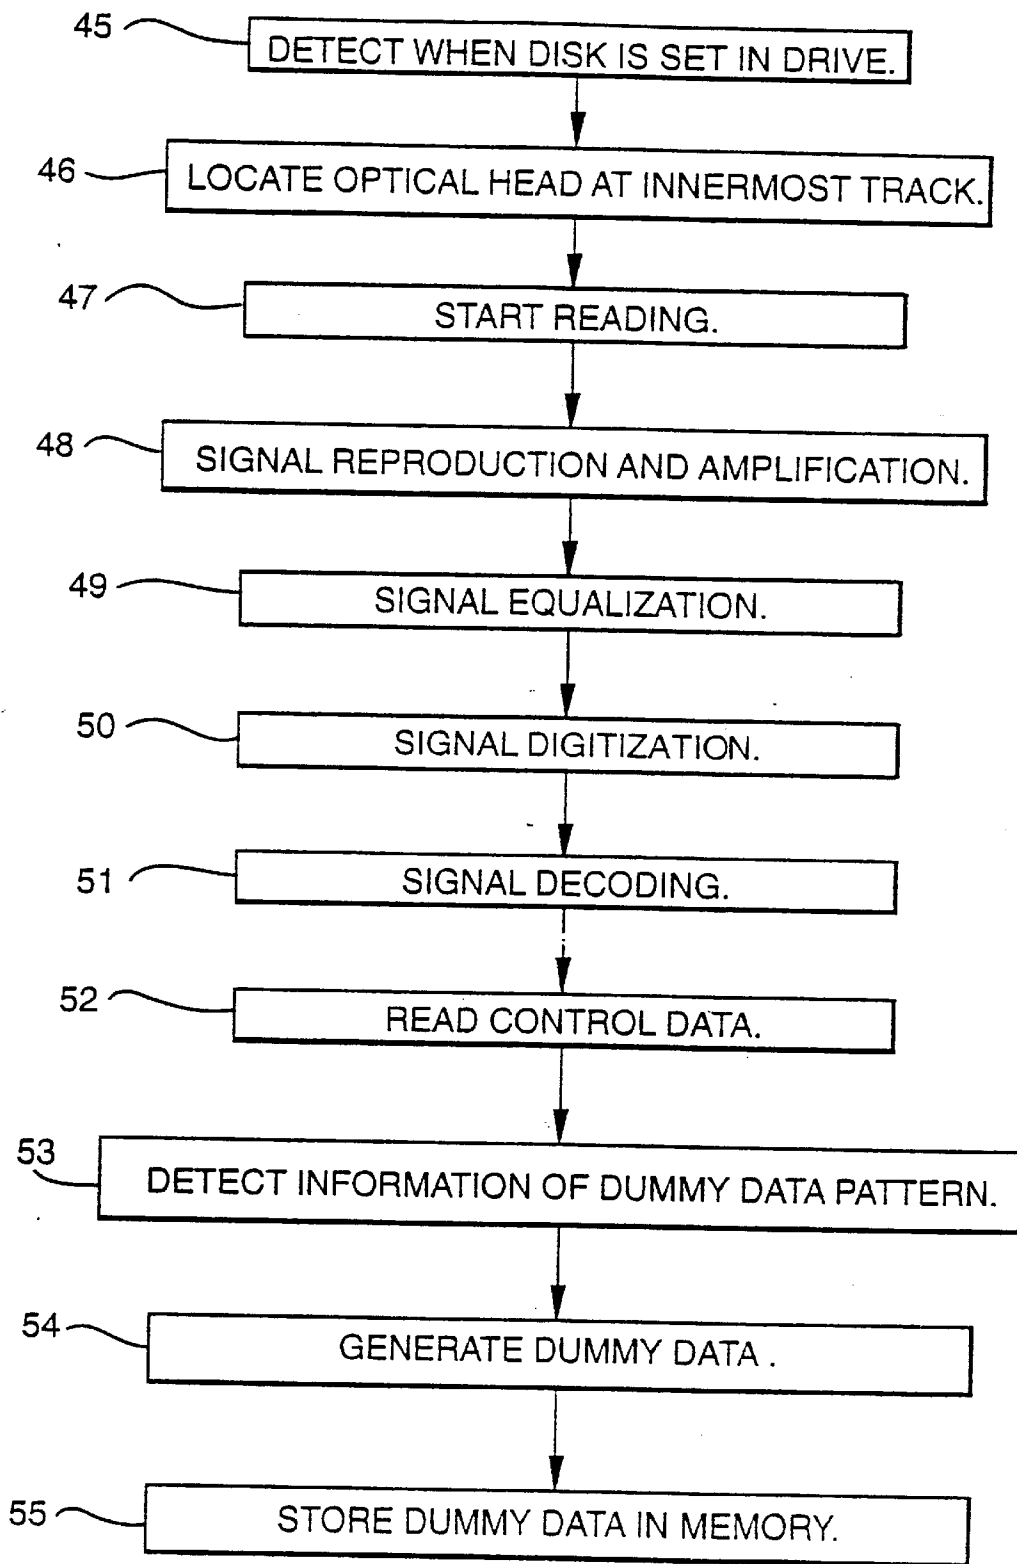 45 DETECT WHEN DISK IS SET IN DRIVE.
46 LOCATE OPTICAL HEAD AT INNERMOST TRACK.
47 START READING.
48 SIGNAL REPRODUCTION AND AMPLIFICATION.
49 SIGNAL EQUALIZATION.
50 SIGNAL DIGITIZATION.
51 SIGNAL DECODING.
52 READ CONTROL DATA.
53 DETECT INFORMATION OF DUMMY DATA PATTERN.
54 GENERATE DUMMY DATA .
55 STORE DUMMY DATA IN MEMORY.